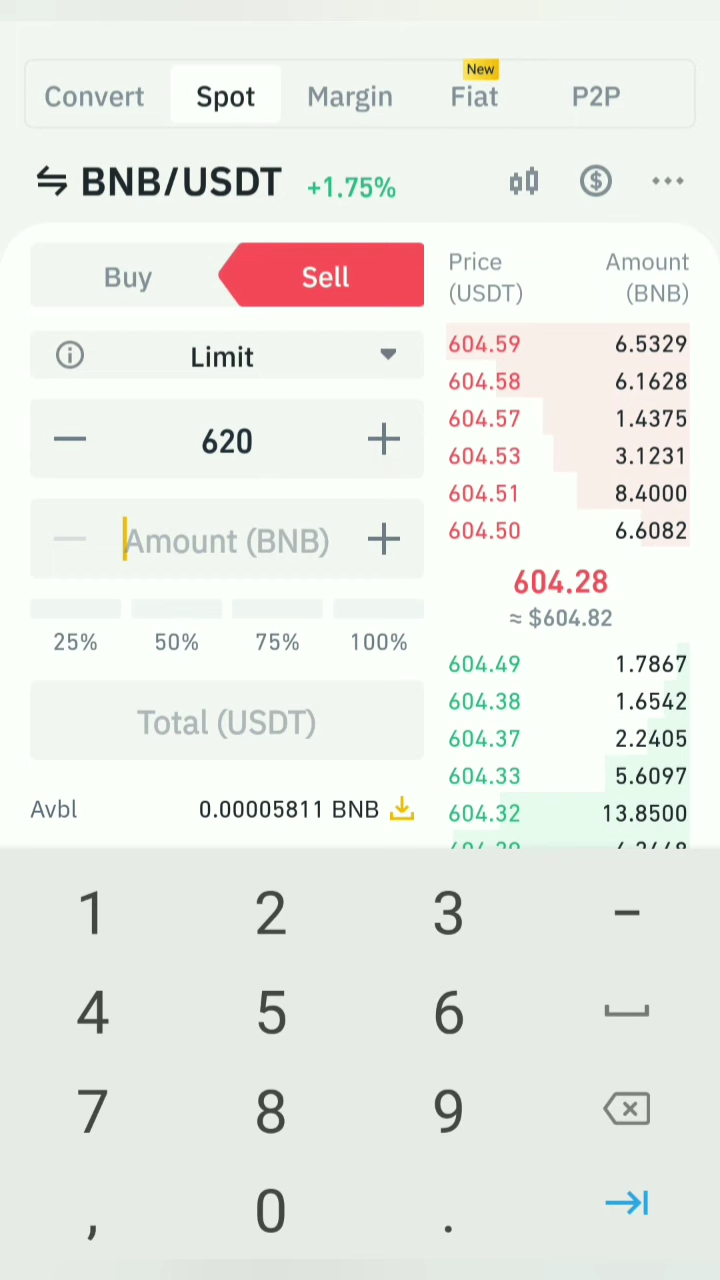 New
Convert Spot Margin Fiat P2P
BNB/USDT +1.75%
Buy Sell
Limit
620
Amount (BNB)
25% 50% 75% 100%
Total (USDT)
Avbl 0.00005811 BNB
Price (USDT) Amount (BNB)
604.59 6.5329
604.58 6.1628
604.57 1.4375
604.53 3.1231
604.51 8.4000
604.50 6.6082
604.28
≈ $604.82
604.49 1.7867
604.38 1.6542
604.37 2.2405
604.33 5.6097
604.32 13.8500
1 2 3 –
4 5 6
7 8 9
, 0 .